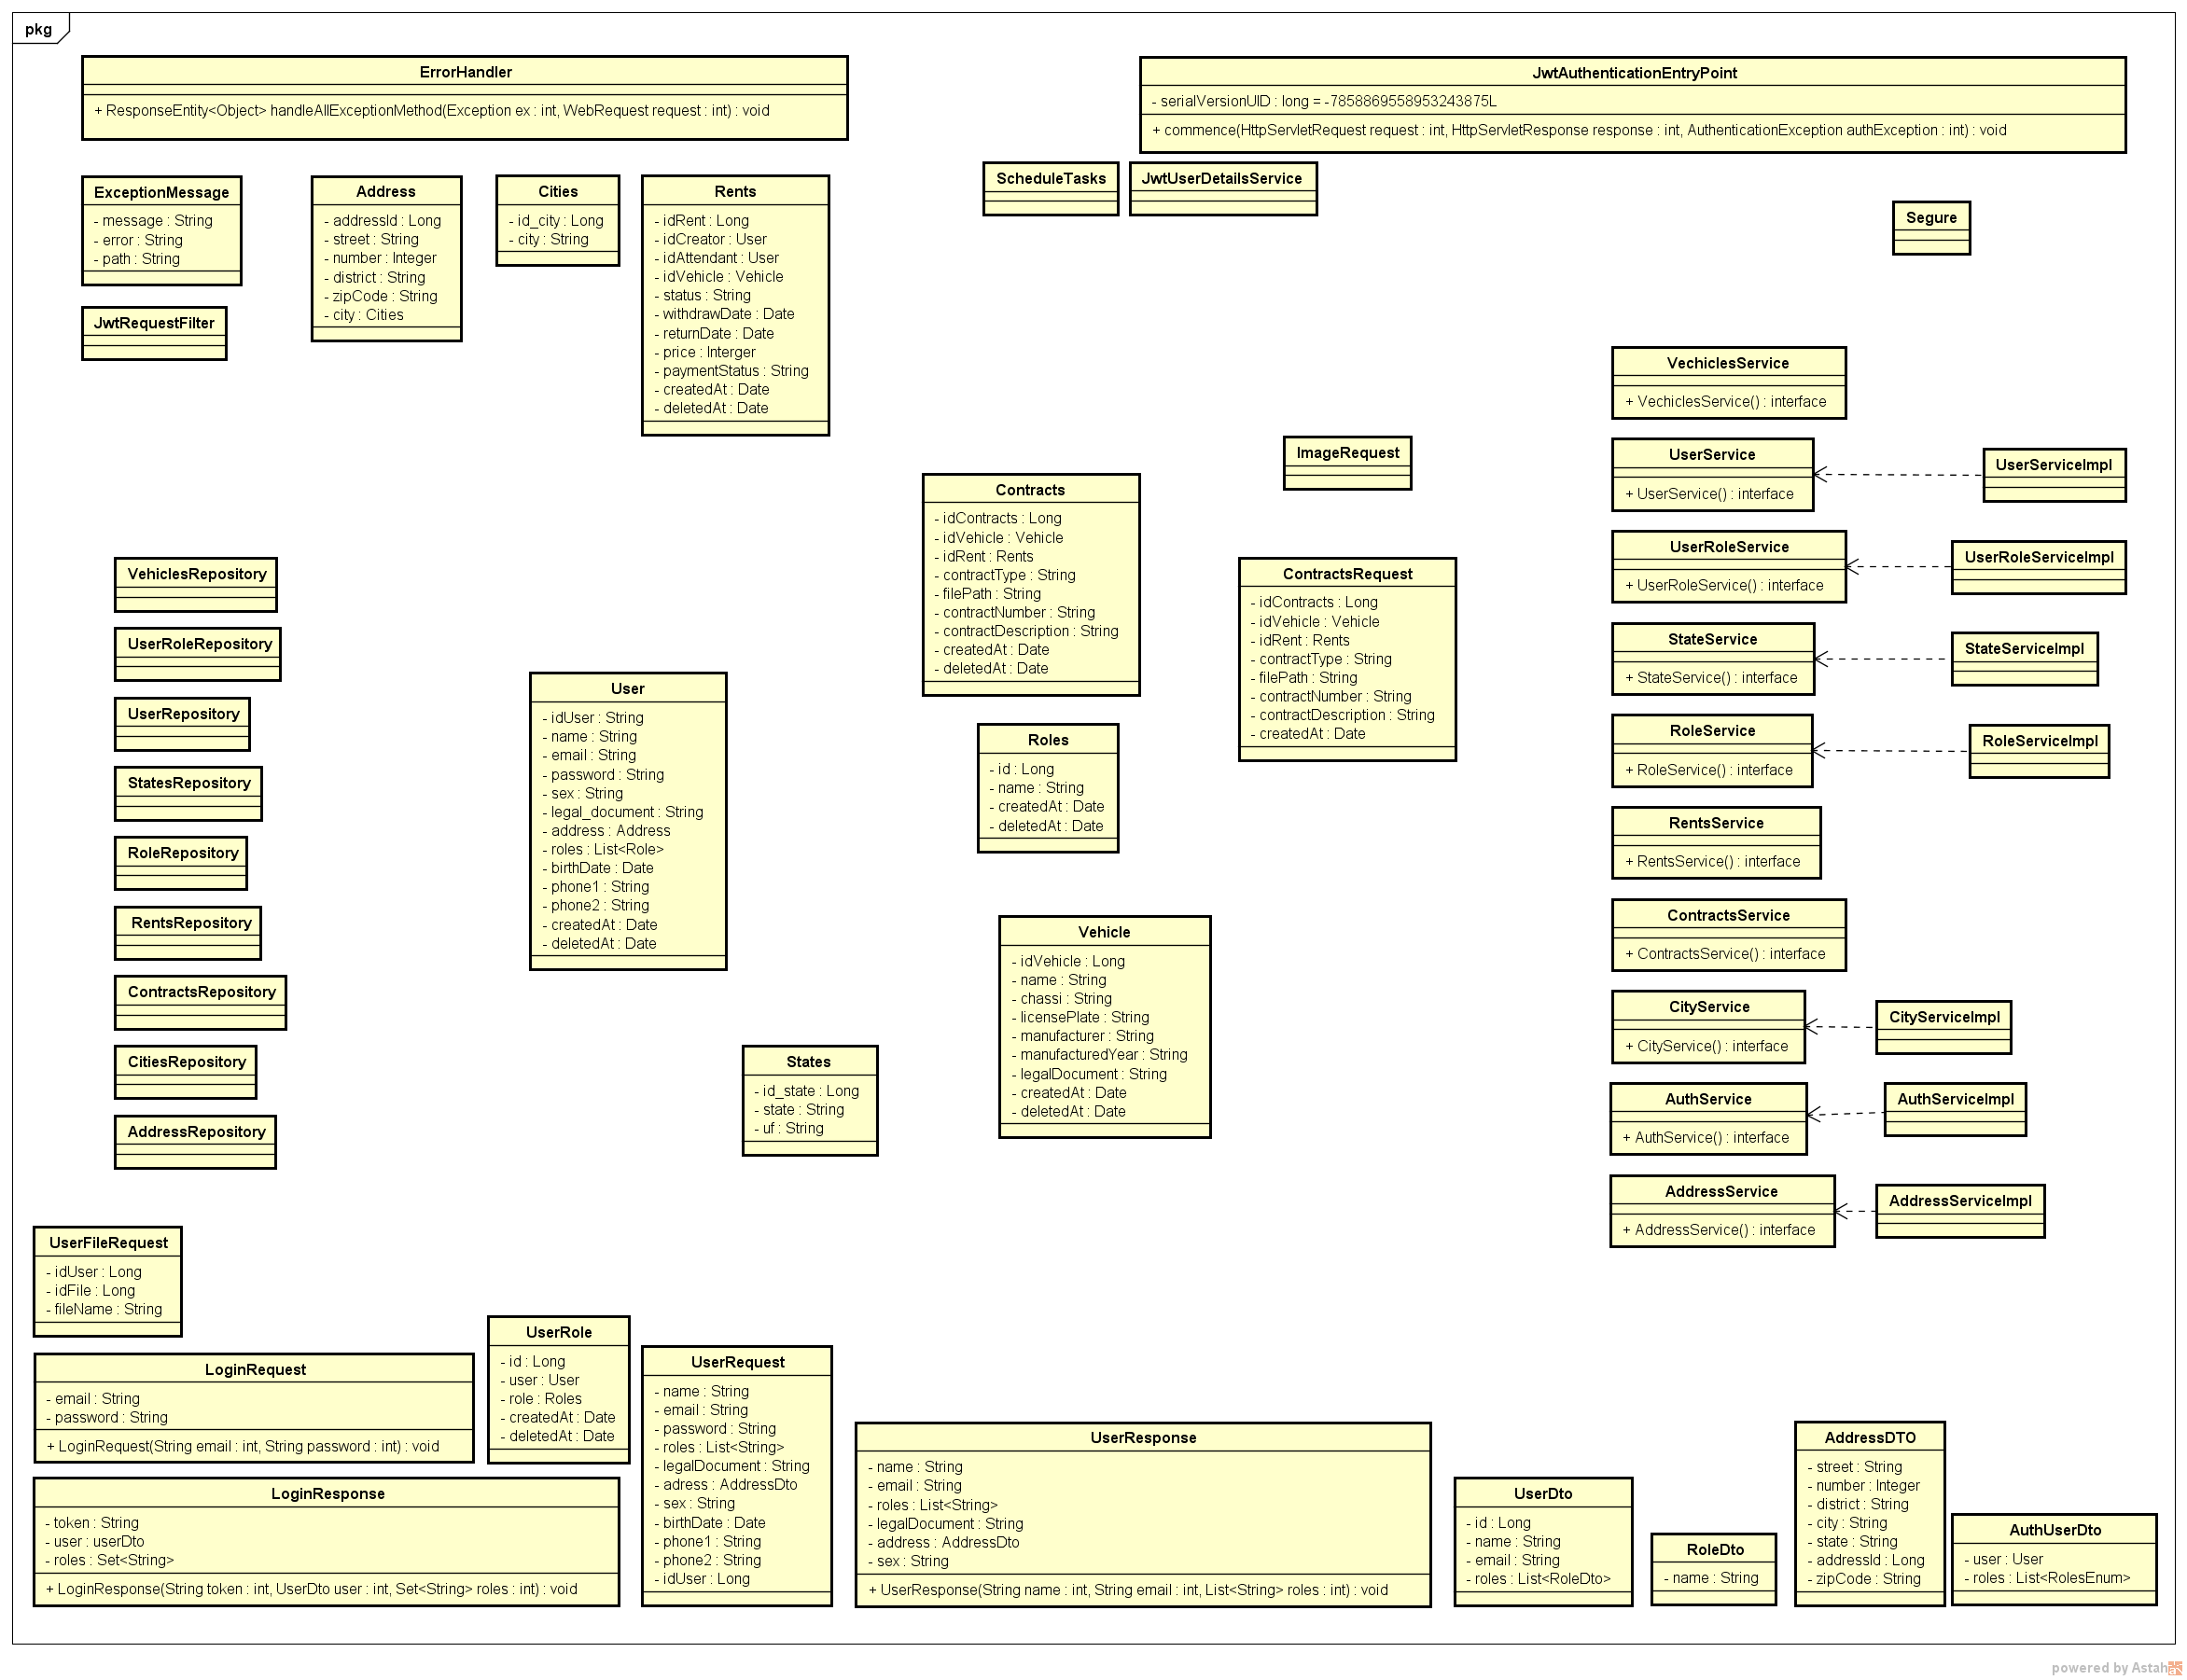 pkg
ErrorHandler
+ ResponseEntity<Object> handleAllExceptionMethod(Exception ex : int, WebRequest request : int) : void
JwtAuthenticationEntryPoint
- serialVersionUID : long = -7858869558953243875L
+ commence(HttpServletRequest request : int, HttpServletResponse response : int, AuthenticationException authException : int) : void
ExceptionMessage
- message : String
- error : String
- path : String
JwtRequestFilter
Address
- addressId : Long
- street : String
- number : Integer
- district : String
- zipCode : String
- city : Cities
Cities
- id_city : Long
- city : String
Rents
- idRent : Long
- idCreator : User
- idAttendant : User
- idVehicle : Vehicle
- status : String
- withdrawDate : Date
- returnDate : Date
- price : Interger
- paymentStatus : String
- createdAt : Date
- deletedAt : Date
ScheduleTasks
JwtUserDetailsService
Segure
VechiclesService
+ VechiclesService() : interface
UserService
+ UserService() : interface
UserServiceImpl
UserRoleService
+ UserRoleService() : interface
UserRoleServiceImpl
StateService
+ StateService() : interface
StateServiceImpl
RoleService
+ RoleService() : interface
RoleServiceImpl
RentsService
+ RentsService() : interface
ContractsService
+ ContractsService() : interface
CityService
+ CityService() : interface
CityServiceImpl
AuthService
+ AuthService() : interface
AuthServiceImpl
AddressService
+ AddressService() : interface
AddressServiceImpl
ImageRequest
Contracts
- idContracts : Long
- idVehicle : Vehicle
- idRent : Rents
- contractType : String
- filePath : String
- contractNumber : String
- contractDescription : String
- createdAt : Date
- deletedAt : Date
ContractsRequest
- idContracts : Long
- idVehicle : Vehicle
- idRent : Rents
- contractType : String
- filePath : String
- contractNumber : String
- contractDescription : String
- createdAt : Date
VehiclesRepository
UserRoleRepository
UserRepository
StatesRepository
RoleRepository
RentsRepository
ContractsRepository
CitiesRepository
AddressRepository
User
- idUser : String
- name : String
- email : String
- password : String
- sex : String
- legal_document : String
- address : Address
- roles : List<Role>
- birthDate : Date
- phone1 : String
- phone2 : String
- createdAt : Date
- deletedAt : Date
Roles
- id : Long
- name : String
- createdAt : Date
- deletedAt : Date
Vehicle
- idVehicle : Long
- name : String
- chassi : String
- licensePlate : String
- manufacturer : String
- manufacturedYear : String
- legalDocument : String
- createdAt : Date
- deletedAt : Date
States
- id_state : Long
- state : String
- uf : String
UserFileRequest
- idUser : Long
- idFile : Long
- fileName : String
LoginRequest
- email : String
- password : String
+ LoginRequest(String email : int, String password : int) : void
LoginResponse
- token : String
- user : userDto
- roles : Set<String>
+ LoginResponse(String token : int, UserDto user : int, Set<String> roles : int) : void
UserRole
- id : Long
- user : User
- role : Roles
- createdAt : Date
- deletedAt : Date
UserRequest
- name : String
- email : String
- password : String
- roles : List<String>
- legalDocument : String
- adress : AddressDto
- sex : String
- birthDate : Date
- phone1 : String
- phone2 : String
- idUser : Long
UserResponse
- name : String
- email : String
- roles : List<String>
- legalDocument : String
- address : AddressDto
- sex : String
+ UserResponse(String name : int, String email : int, List<String> roles : int) : void
UserDto
- id : Long
- name : String
- email : String
- roles : List<RoleDto>
RoleDto
- name : String
AddressDTO
- street : String
- number : Integer
- district : String
- city : String
- state : String
- addressId : Long
- zipCode : String
AuthUserDto
- user : User
- roles : List<RolesEnum>
powered by Astah